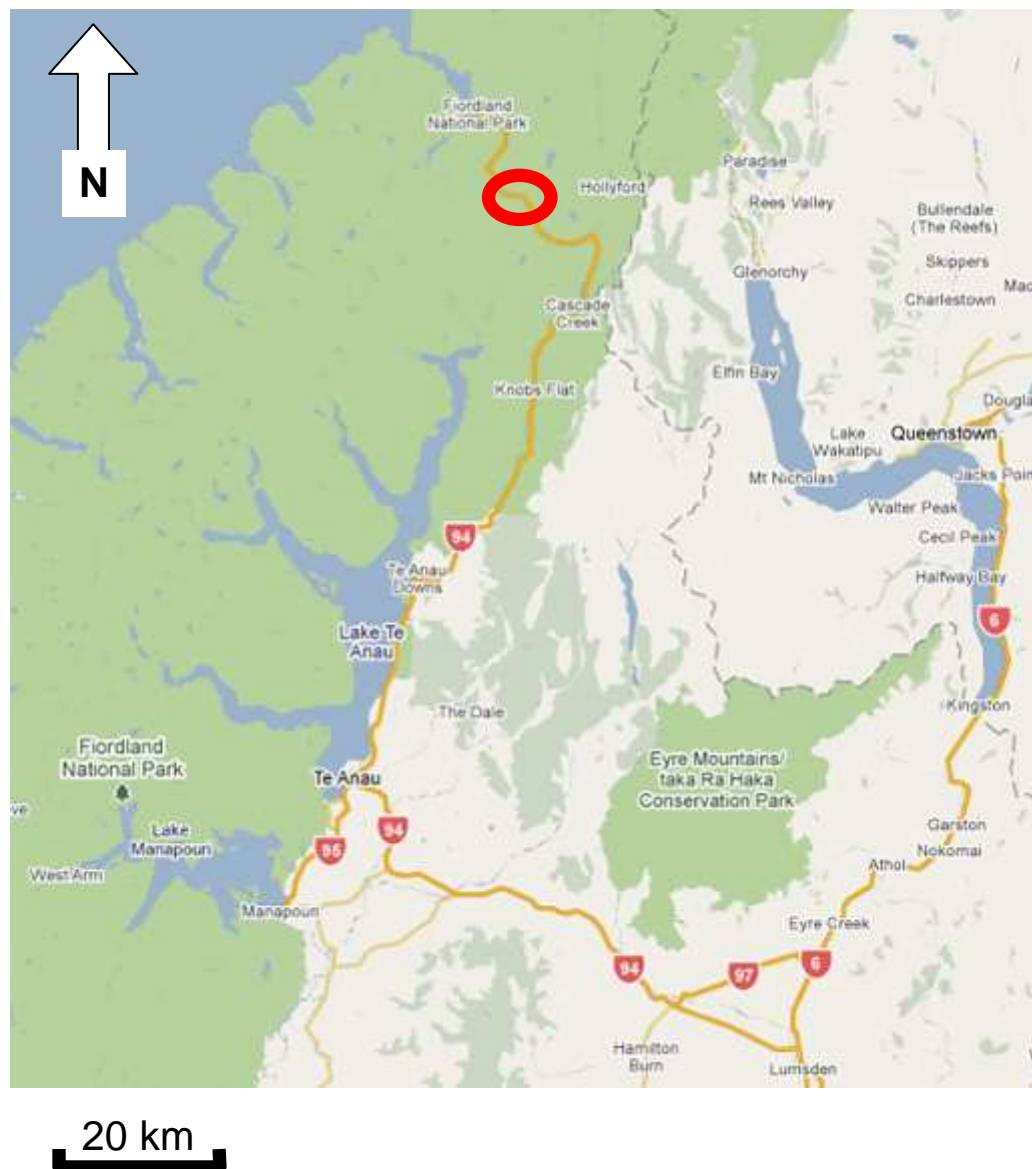 N
Fiordland
National Park
Hollyford
Paradise
Rees Valley
Bullendale
(The Reefs)
Skippers
Glenorchy
Mac
Charlestown
Cascade
Creek
Elfin Bay
Knobs Flat
Dougla
Lake
Wakatipu
Queenstown
Mt Nicholas
Jacks Poin
Walter Peak
94
Cecil Peak
Te Anau
Downs
Halfway Bay
6
Lake Te
Anau
Kingston
The Dale
Fiordland
National Park
Eyre Mountains/
taka Ra Haka
Conservation Park
Te Anau
ve
Lake
Manapouri
94
95
Garston
Nokomai
Athol
West Arm
Manapouri
Eyre Creek
94
97
6
Hamilton
Burn
Lumsden
20 km